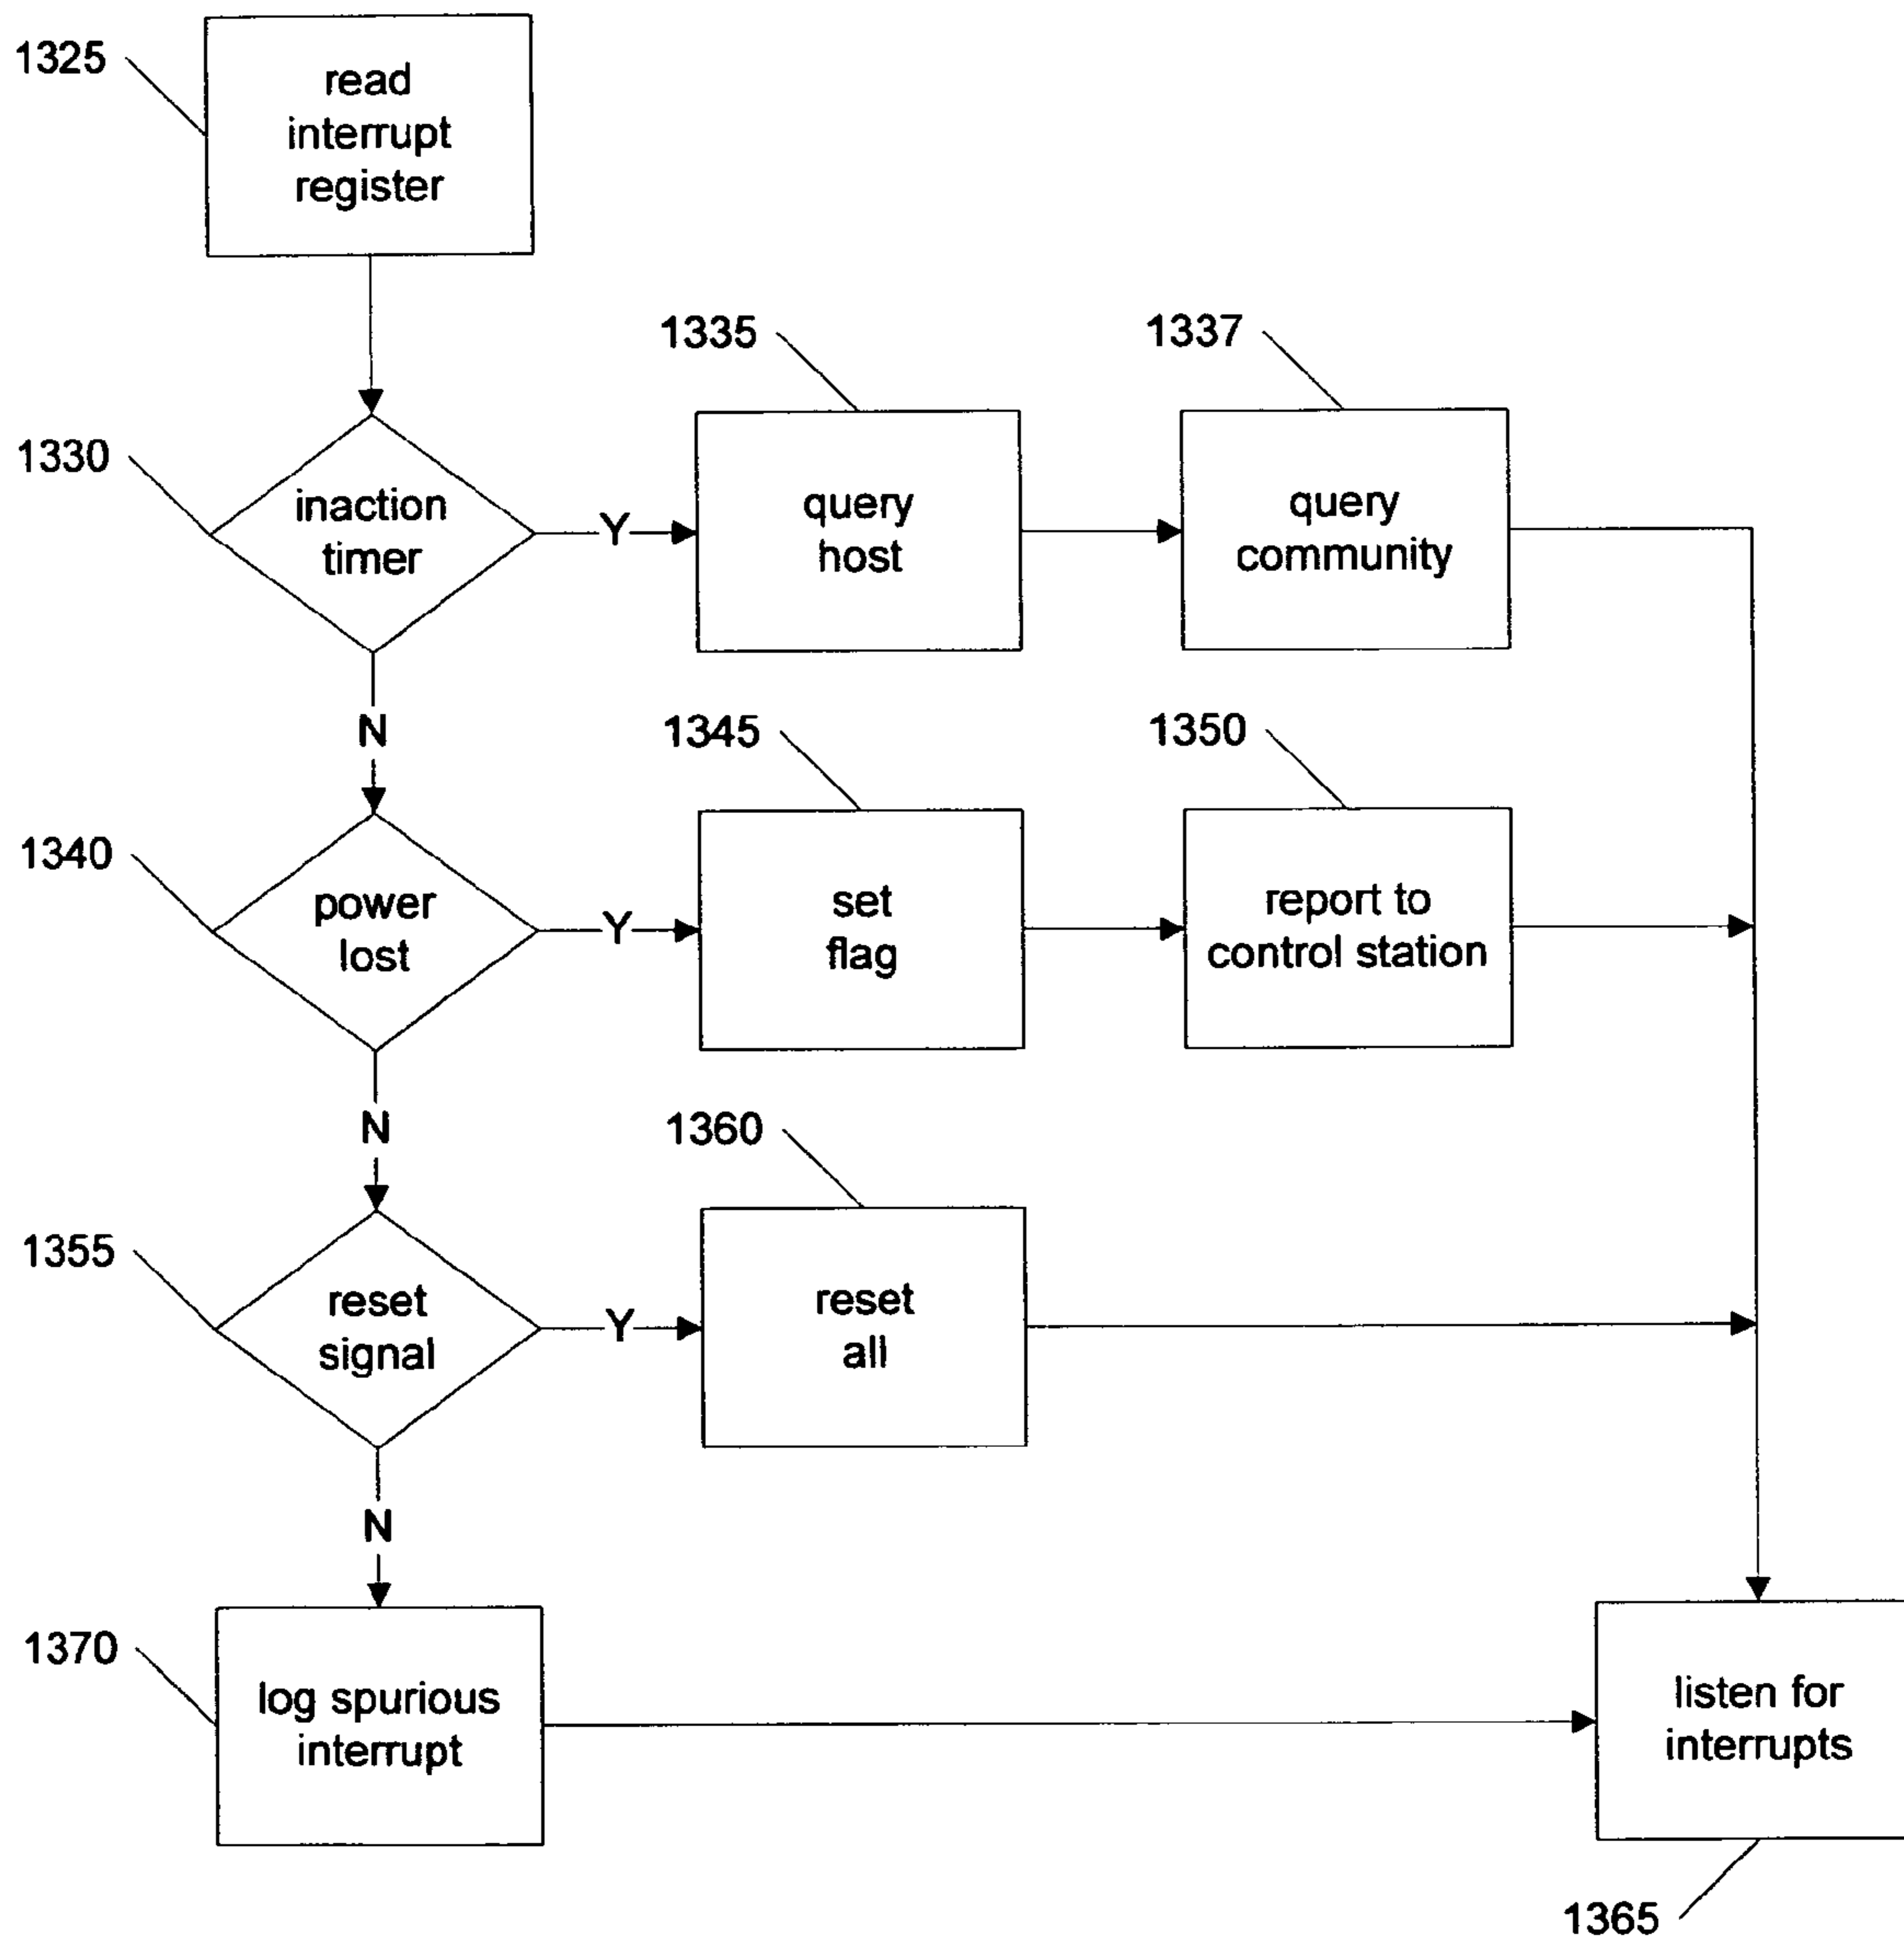 1325
read
interrupt
register
1330
inaction
timer
Y
1335
query
host
1337
query
community
N
1340
power
lost
Y
1345
set
flag
1350
report to
control station
N
1355
reset
signal
Y
1360
reset
all
N
1370
log spurious
interrupt
listen for
interrupts
1365